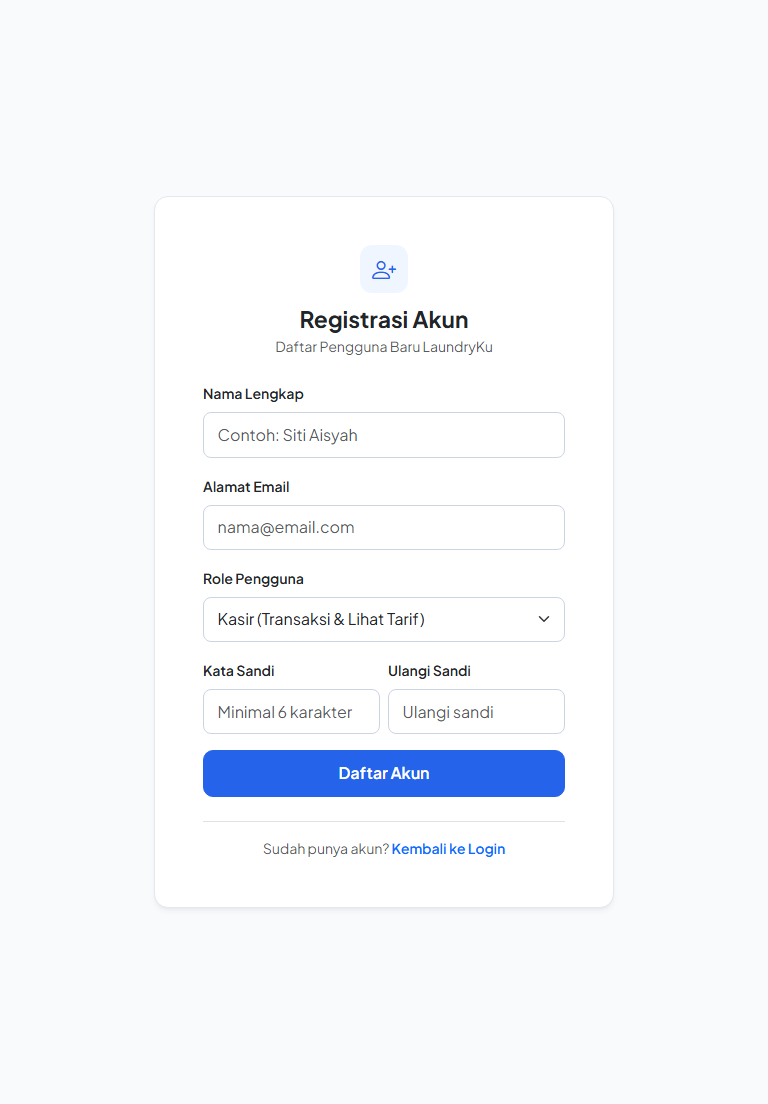 Registrasi Akun
Daftar Pengguna Baru LaundryKu
Nama Lengkap
Contoh: Siti Aisyah
Alamat Email
nama@email.com
Role Pengguna
Kasir (Transaksi & Lihat Tarif)
Kata Sandi
Ulangi Sandi
Minimal 6 karakter
Ulangi sandi
Daftar Akun
Sudah punya akun? Kembali ke Login